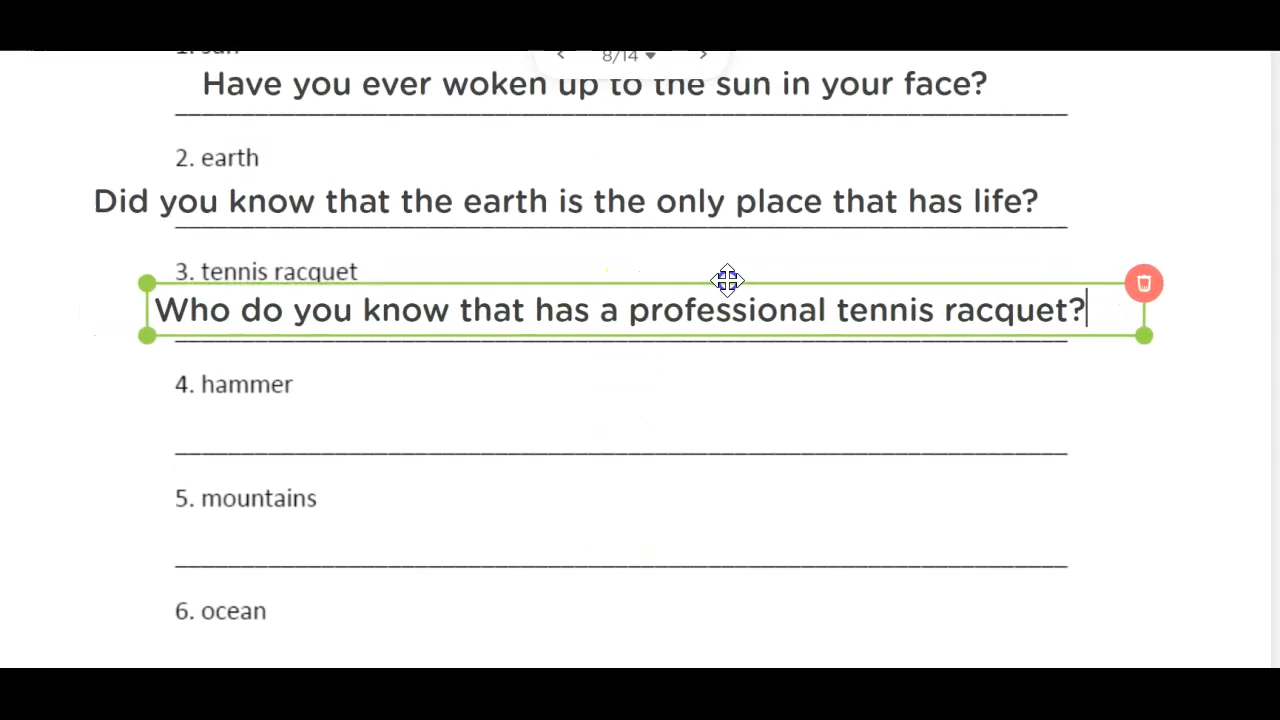 1. sun
8/14
Have you ever woken up to the sun in your face?
2. earth
Did you know that the earth is the only place that has life?
3. tennis racquet
Who do you know that has a professional tennis racquet?
4. hammer
5. mountains
6. ocean